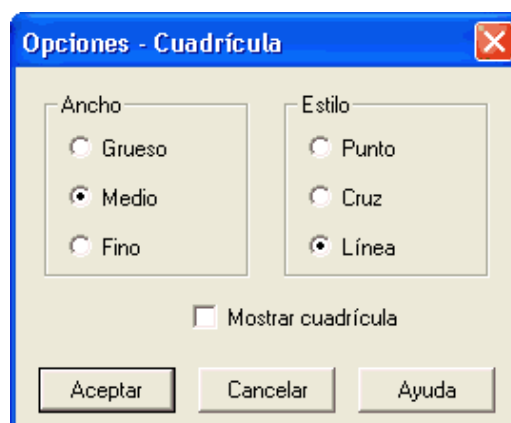 Opciones - Cuadrícula
Ancho
Grueso
Medio
Fino
Estilo
Punto
Cruz
Línea
Mostrar cuadrícula
Aceptar Cancelar Ayuda